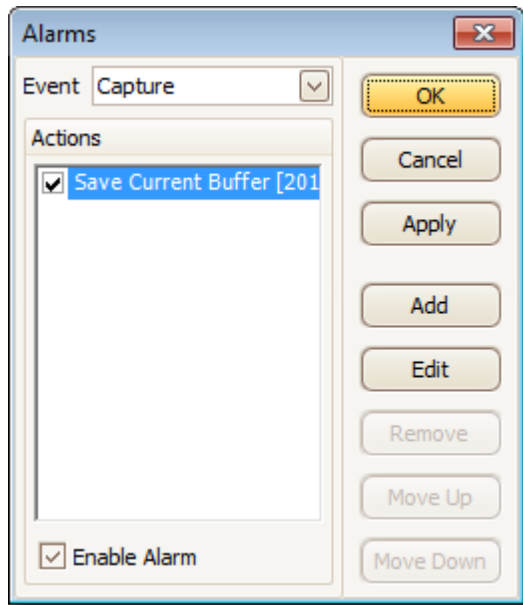 Alarms
Event Capture
Actions
Save Current Buffer [201
Enable Alarm
OK
Cancel
Apply
Add
Edit
Remove
Move Up
Move Down